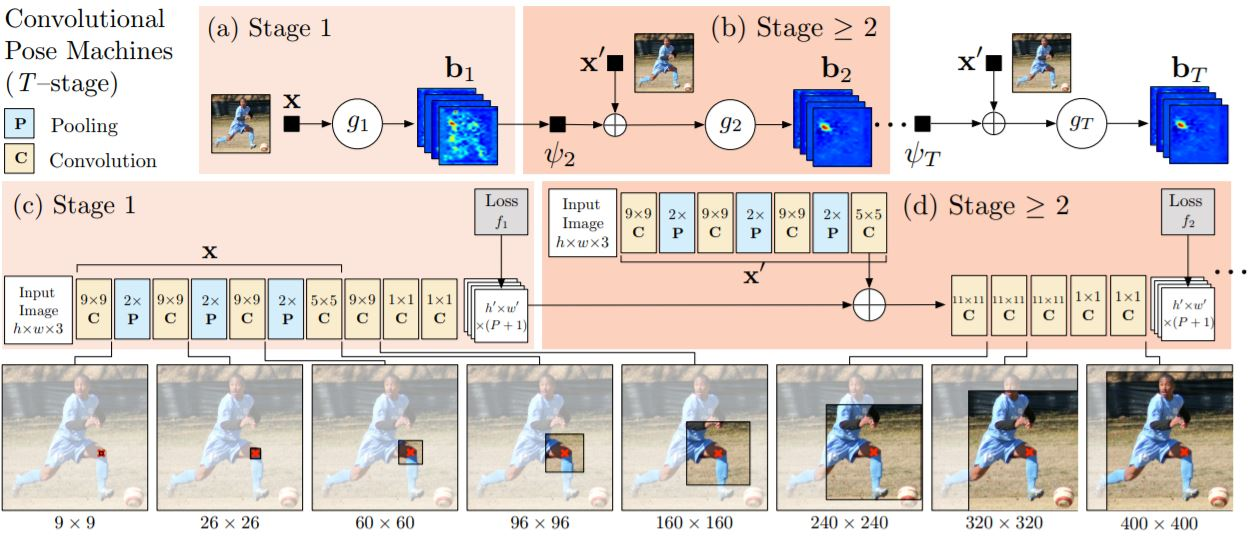 Convolutional
Pose Machines
(T–stage)
P Pooling
C Convolution
(a) Stage 1
x
g₁
b₁
(b) Stage ≥ 2
x′
ψ₂
g₂
b₂
x′
ψ_T
g_T
b_T
(c) Stage 1
Loss
f₁
x
Input
Image
h×w×3
9×9
C
2×
P
9×9
C
2×
P
9×9
C
2×
P
5×5
C
9×9
C
1×1
C
1×1
C
h′×w′
×(P+1)
(d) Stage ≥ 2
Input
Image
h×w×3
9×9
C
2×
P
9×9
C
2×
P
9×9
C
2×
P
5×5
C
x′
Loss
f₂
11×11
C
11×11
C
11×11
C
1×1
C
1×1
C
h′×w′
×(P+1)
9 × 9
26 × 26
60 × 60
96 × 96
160 × 160
240 × 240
320 × 320
400 × 400